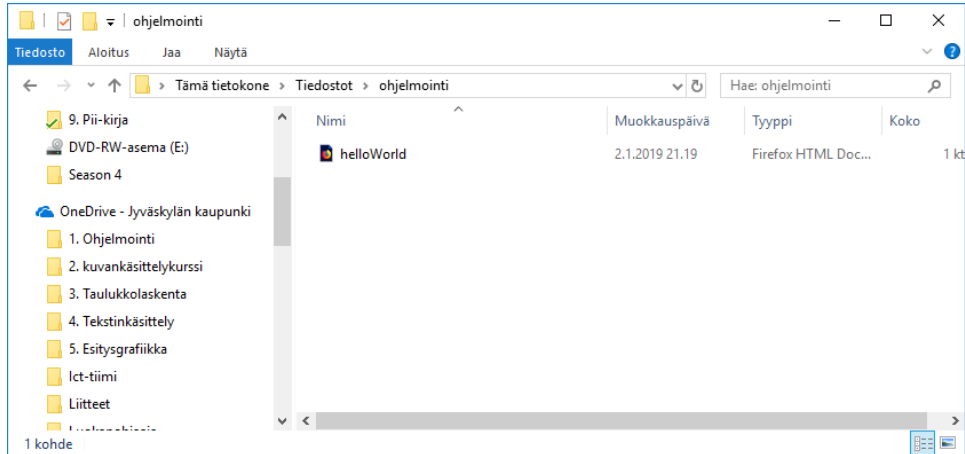 ohjelmointi
Tiedosto Aloitus Jaa Näytä
Tämä tietokone Tiedostot ohjelmointi Hae: ohjelmointi
9. Pii-kirja
DVD-RW-asema (E:)
Season 4
OneDrive - Jyväskylän kaupunki
1. Ohjelmointi
2. kuvankäsittelykurssi
3. Taulukkolaskenta
4. Tekstinkäsittely
5. Esitysgrafiikka
Ict-tiimi
Liitteet
Nimi Muokkauspäivä Tyyppi Koko
helloWorld 2.1.2019 21.19 Firefox HTML Doc... 1 kt
1 kohde